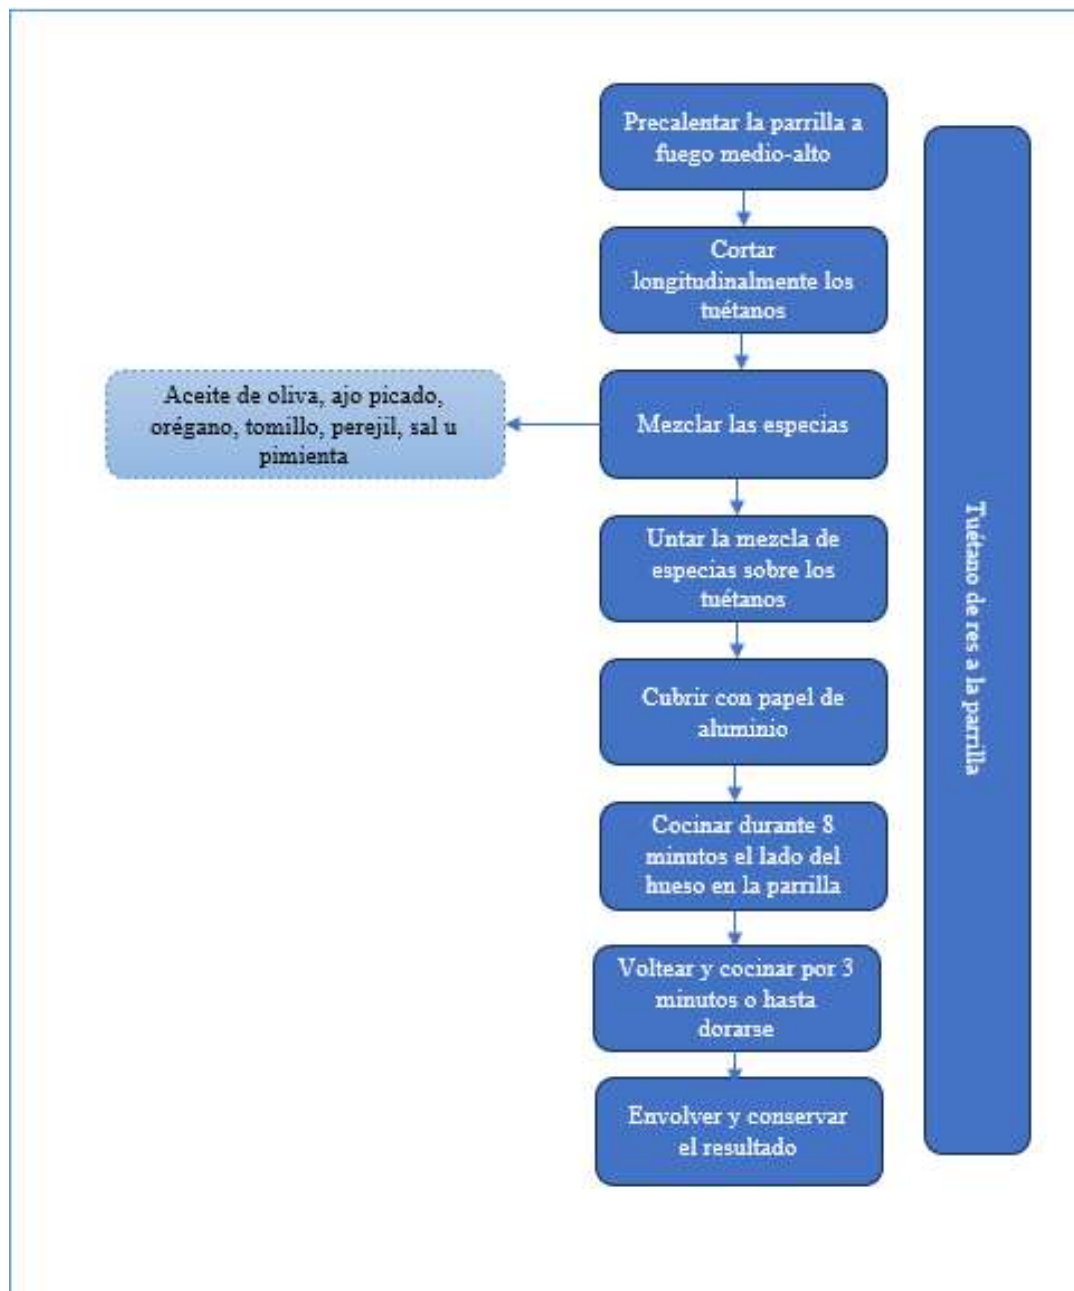 Precalentar la parrilla a
fuego medio-alto
Cortar
longitudinalmente los
tuétanos
Mezclar las especias
Aceite de oliva, ajo picado,
orégano, tomillo, perejil, sal u
pimienta
Untar la mezcla de
especias sobre los
tuétanos
Cubrir con papel de
aluminio
Cocinar durante 8
minutos el lado del
hueso en la parrilla
Voltear y cocinar por 3
minutos o hasta
dorarse
Envolver y conservar
el resultado
Tuétano de res a la parrilla